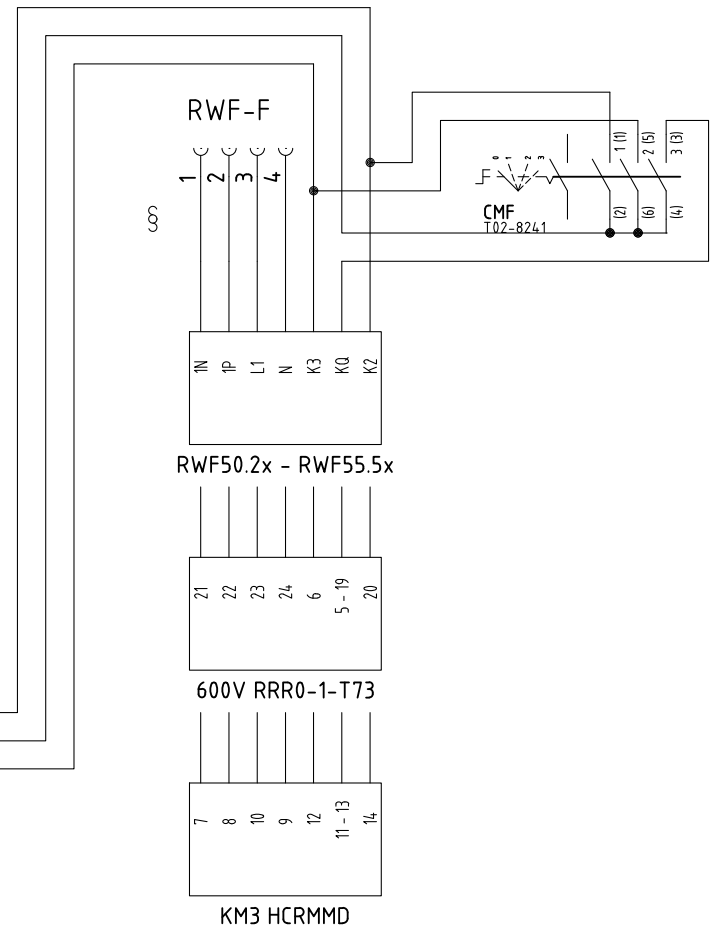 RWF-F
1 2 3 4
§
0 1 2 3
1 (1) 2 (5) 3 (3)
(2) (6) (4)
CMF
T02-8241
1N 1P L1 N K3 KQ K2
RWF50.2x - RWF55.5x
21 22 23 24 6 5 - 19 20
600V RRR0-1-T73
7 8 10 9 12 11 - 13 14
KM3 HCRMMD